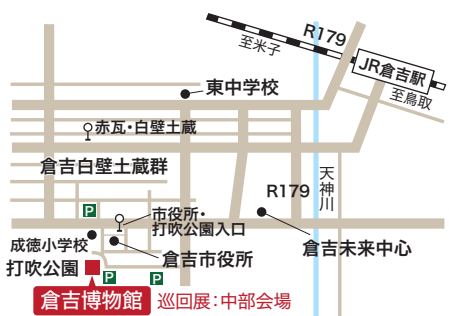 R179
至米子
JR倉吉駅
至鳥取
東中学校
赤瓦・白壁土蔵
倉吉白壁土蔵群
R179
天神川
P
市役所・
打吹公園入口
成徳小学校
倉吉市役所
倉吉未来中心
打吹公園
P
P
倉吉博物館
巡回展:中部会場